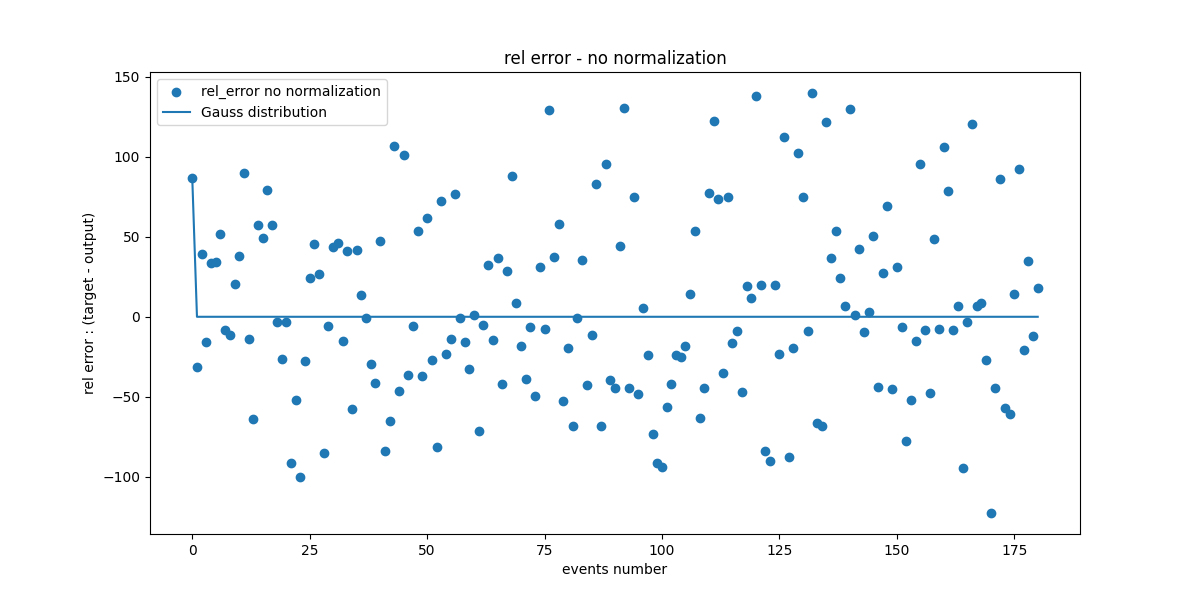 rel error - no normalization
rel_error no normalization
Gauss distribution
150
100
50
0
−50
−100
rel error : (target - output)
0
25
50
75
100
125
150
175
events number